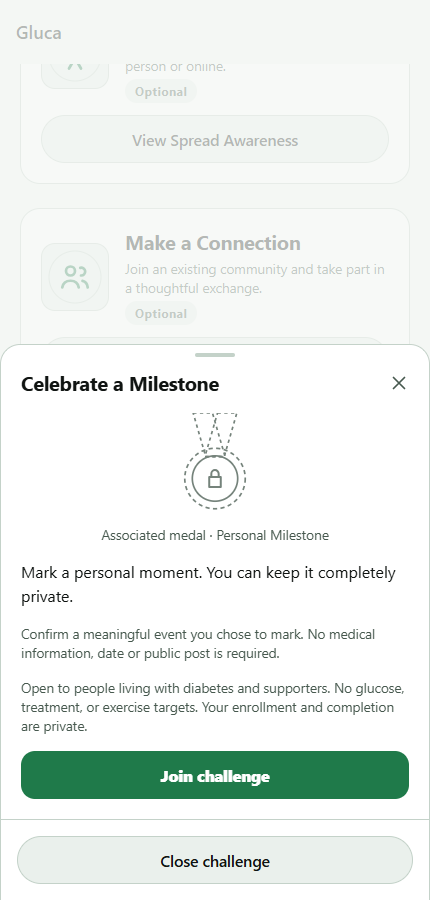 Gluca
person or online.
Optional
View Spread Awareness
Make a Connection
Join an existing community and take part in
a thoughtful exchange.
Optional
Celebrate a Milestone
Associated medal · Personal Milestone
Mark a personal moment. You can keep it completely
private.
Confirm a meaningful event you chose to mark. No medical
information, date or public post is required.
Open to people living with diabetes and supporters. No glucose,
treatment, or exercise targets. Your enrollment and completion
are private.
Join challenge
Close challenge